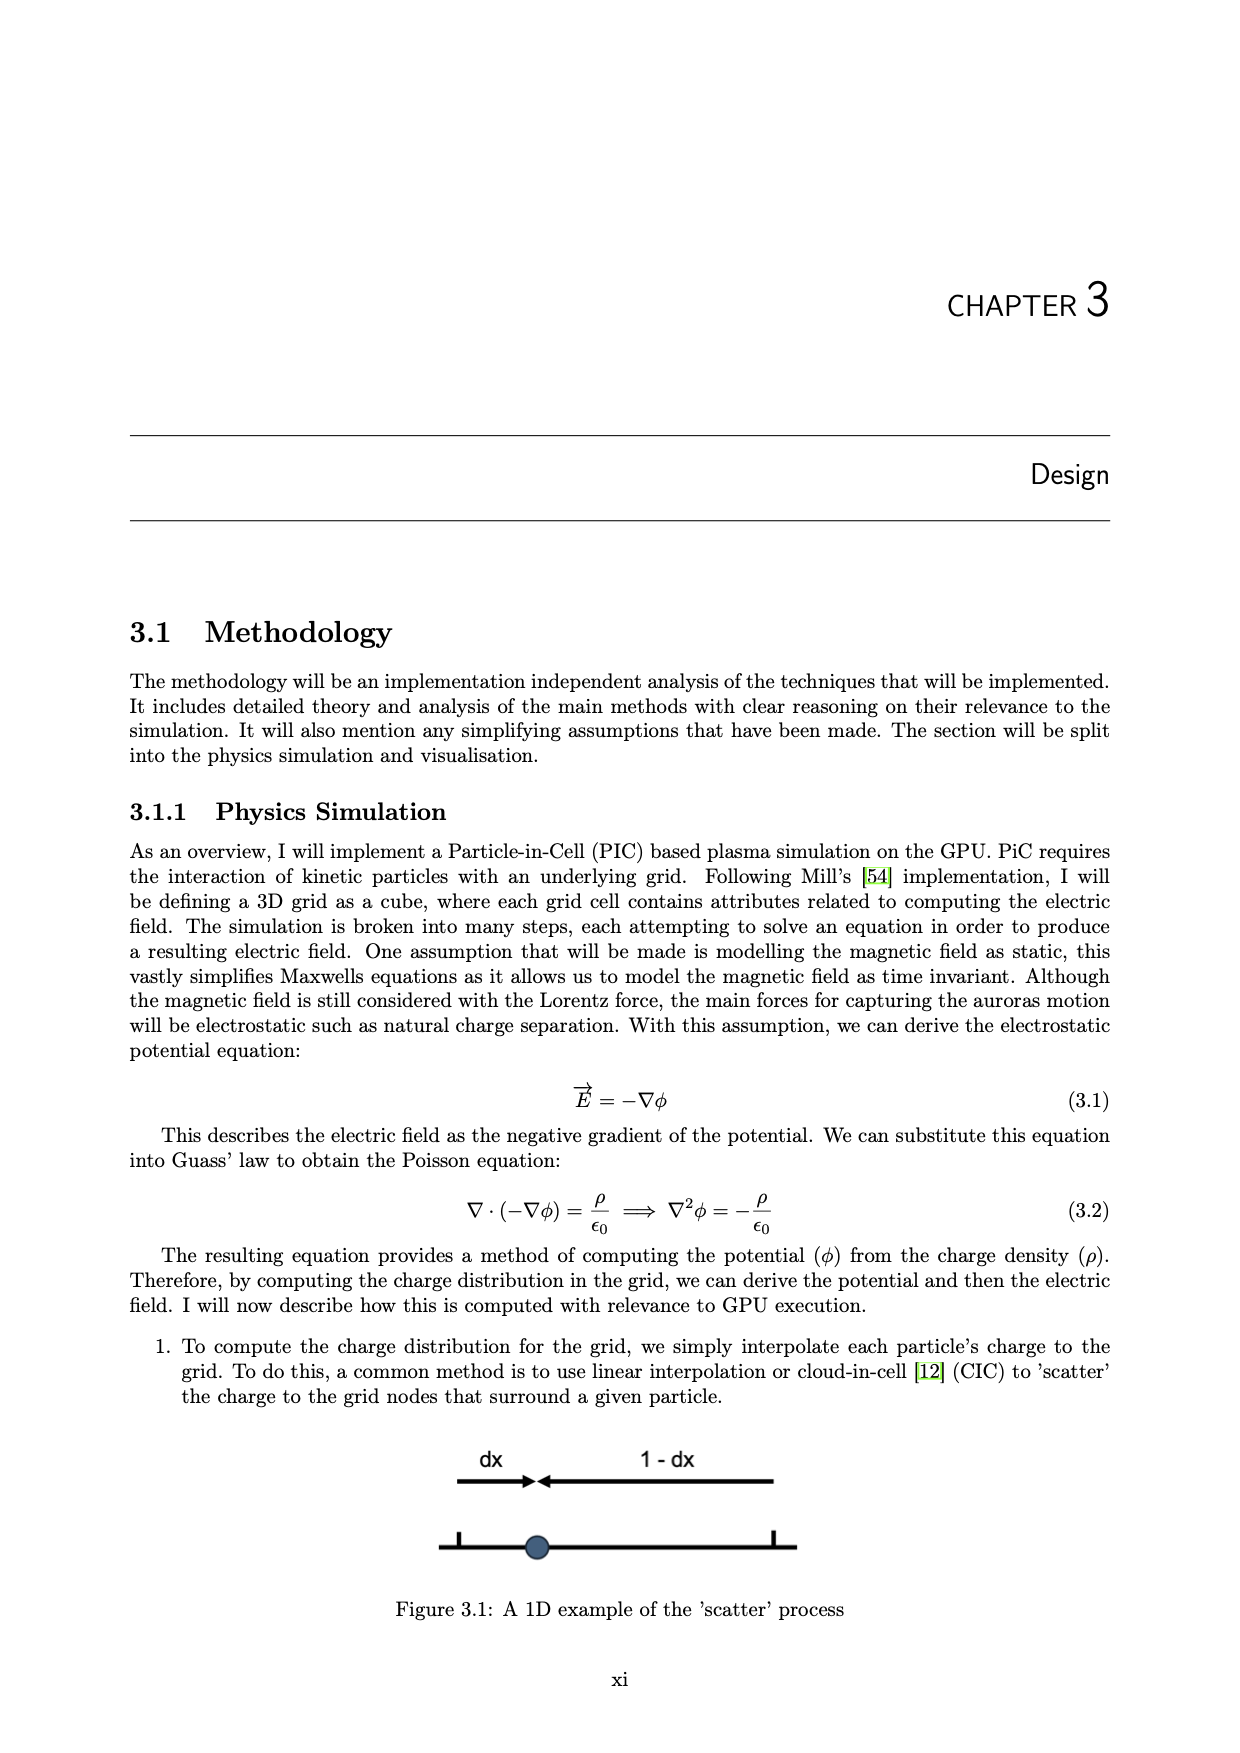 CHAPTER 3
Design
3.1 Methodology
The methodology will be an implementation independent analysis of the techniques that will be implemented.
It includes detailed theory and analysis of the main methods with clear reasoning on their relevance to the
simulation. It will also mention any simplifying assumptions that have been made. The section will be split
into the physics simulation and visualisation.
3.1.1 Physics Simulation
As an overview, I will implement a Particle-in-Cell (PIC) based plasma simulation on the GPU. PiC requires
the interaction of kinetic particles with an underlying grid. Following Mill's [54] implementation, I will
be defining a 3D grid as a cube, where each grid cell contains attributes related to computing the electric
field. The simulation is broken into many steps, each attempting to solve an equation in order to produce
a resulting electric field. One assumption that will be made is modelling the magnetic field as static, this
vastly simplifies Maxwells equations as it allows us to model the magnetic field as time invariant. Although
the magnetic field is still considered with the Lorentz force, the main forces for capturing the auroras motion
will be electrostatic such as natural charge separation. With this assumption, we can derive the electrostatic
potential equation:
$\overrightarrow{E} = -\nabla\phi$ (3.1)
This describes the electric field as the negative gradient of the potential. We can substitute this equation
into Guass' law to obtain the Poisson equation:
$\nabla \cdot (-\nabla\phi) = \frac{\rho}{\epsilon_0} \implies \nabla^2\phi = -\frac{\rho}{\epsilon_0}$ (3.2)
The resulting equation provides a method of computing the potential (ϕ) from the charge density (ρ).
Therefore, by computing the charge distribution in the grid, we can derive the potential and then the electric
field. I will now describe how this is computed with relevance to GPU execution.
1. To compute the charge distribution for the grid, we simply interpolate each particle's charge to the
grid. To do this, a common method is to use linear interpolation or cloud-in-cell [12] (CIC) to 'scatter'
the charge to the grid nodes that surround a given particle.
dx 1 - dx
Figure 3.1: A 1D example of the 'scatter' process
xi